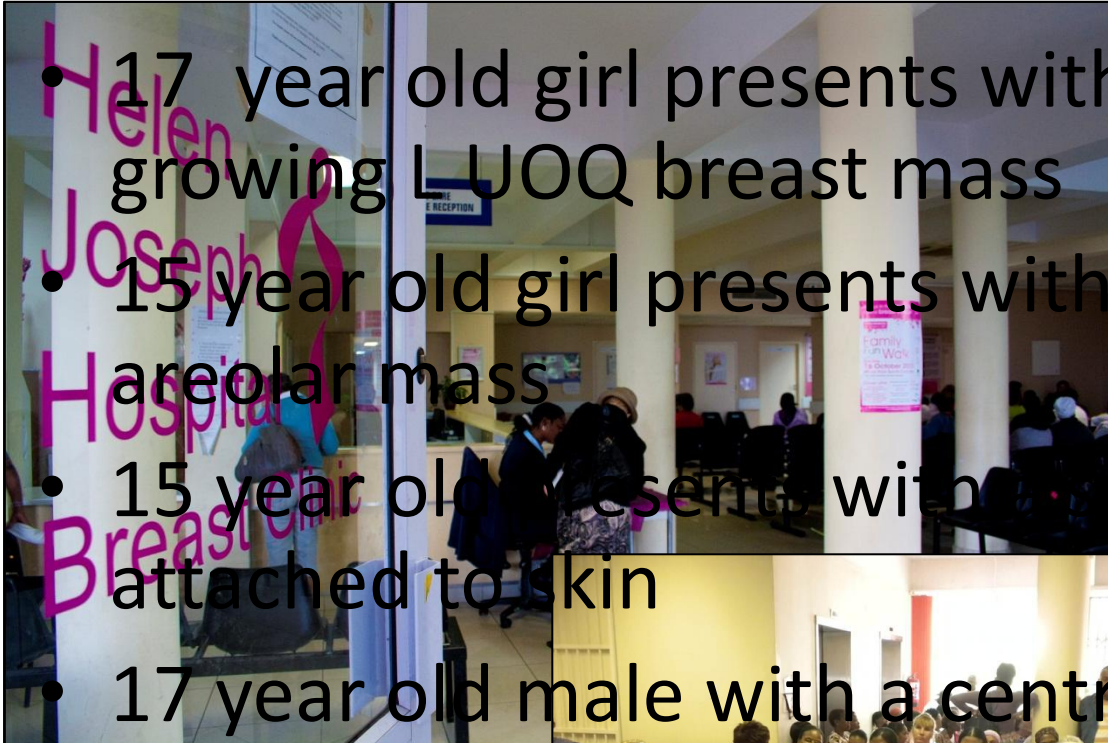 • 17 year old girl presents with
growing L UOQ breast mass
• 15 year old girl presents with
areolar mass
• 15 year old presents with
attached to skin
• 17 year old male with a centr
Helen
Joseph
Hospital
Breast Clinic
RECEPTION
Family
Fun Walk